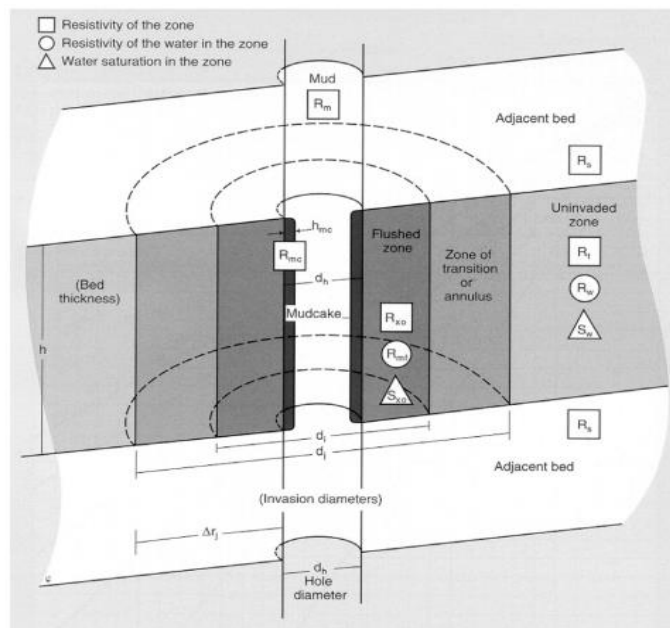 Resistivity of the zone
Resistivity of the water in the zone
Water saturation in the zone
Mud
Rm
Adjacent bed
Rs
Uninvaded
zone
Rt
Rw
Sw
hmc
Rmc
dh
Flushed
zone
Zone of
transition
or
annulus
(Bed
thickness)
Mudcake
h
Rxo
Rmf
Sxo
Rs
di
dj
Adjacent bed
(Invasion diameters)
Δrj
dh
Hole
diameter